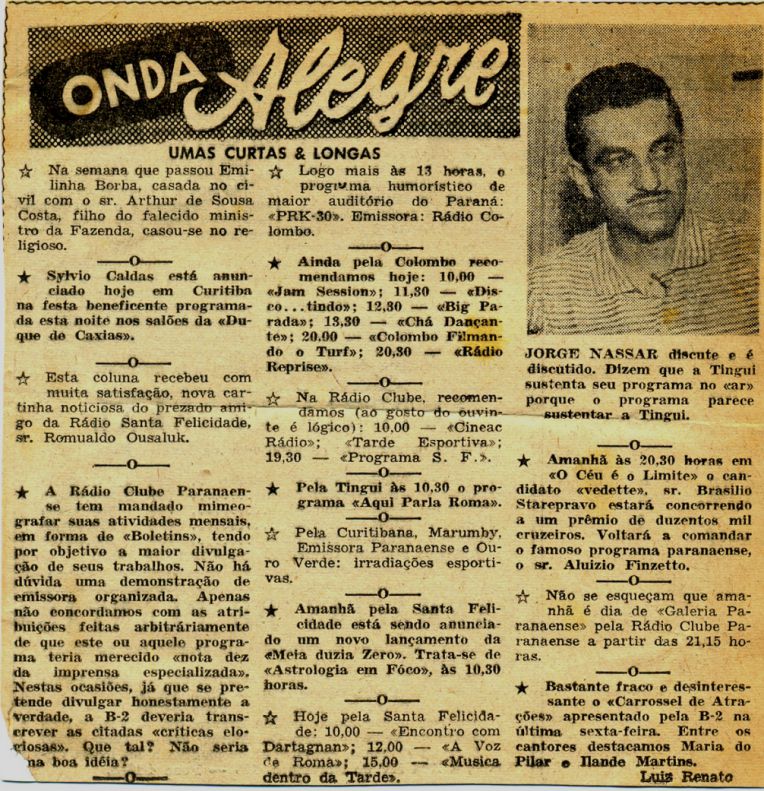 ONDA Alegre
UMAS CURTAS & LONGAS
☆ Na semana que passou Emi-
linha Borba, casada no ci-
vil com o sr. Arthur de Sousa
Costa, filho do falecido minis-
tro da Fazenda, casou-se no re-
ligioso.
—O—
★ Sylvio Caldas está anun-
ciado hoje em Curitiba
na festa beneficente programa-
da esta noite nos salões da «Du-
que de Caxias».
—O—
☆ Esta coluna recebeu com
muita satisfação, nova car-
tinha noticiosa do prezado ami-
go da Rádio Santa Felicidade,
sr. Romualdo Ousaluk.
—O—
★ A Rádio Clube Paranaen-
se tem mandado mimeo-
grafar suas atividades mensais,
em forma de «Boletins», tendo
por objetivo a maior divulga-
ção de seus trabalhos. Não há
dúvida uma demonstração de
emissora organizada. Apenas
não concordamos com as atri-
buições feitas arbitráriamente
de que este ou aquele progra-
ma teria merecido «nota dez
da imprensa especializada».
Nestas ocasiões, já que se pre-
tende divulgar honestamente a
verdade, a B-2 deveria trans-
crever as citadas «críticas elo-
giosas». Que tal? Não seria
ma boa idéia?
—O—
☆ Logo mais às 13 horas, o
programa humorístico de
maior auditório do Paraná:
«PRK-30». Emissora: Rádio Co-
lombo.
—O—
★ Ainda pela Colombo reco-
mendamos hoje: 10,00 —
«Jam Session»; 11,30 — «Dis-
co...tindo»; 12,30 — «Big Pa-
rada»; 13,30 — «Chá Dançan-
te»; 20,00 — «Colombo Filman-
do o Turf»; 20,30 — «Rádio
Reprise».
—O—
☆ Na Rádio Clube, recomen-
damos (ao gosto do ouvin-
te é lógico): 10,00 — «Cineac
Rádio»; «Tarde Esportiva»;
19,30 — «Programa S. F.».
—O—
★ Pela Tingui às 10,30 o pro-
grama «Aqui Parla Roma».
—O—
☆ Pela Curitibana, Marumby,
Emissora Paranaense e Ou-
ro Verde: irradiações esporti-
vas.
—O—
★ Amanhã pela Santa Feli-
cidade está sendo anuncia-
do um novo lançamento da
«Meia duzia Zero». Trata-se de
«Astrologia em Fóco», às 10,30
horas.
—O—
☆ Hoje pela Santa Felicida-
de: 10,00 — «Encontro com
Dartagnan»; 12,00 — «A Voz
de Roma»; 15,00 — «Musica
dentro da Tarde».
JORGE NASSAR discute e é
discutido. Dizem que a Tingui
sustenta seu programa no «ar»
porque o programa parece
sustentar a Tingui.
—O—
★ Amanhã às 20,30 horas em
«O Céu é o Limite» o can-
didato «vedette», sr. Brasilio
Starepravo estará concorrendo
a um prêmio de duzentos mil
cruzeiros. Voltará a comandar
o famoso programa paranaense,
o sr. Aluizio Finzetto.
—O—
☆ Não se esqueçam que ama-
nhã é dia de «Galeria Pa-
ranaense» pela Rádio Clube Pa-
ranaense a partir das 21,15 ho-
ras.
—O—
★ Bastante fraco e desinteres-
sante o «Carrossel de Atra-
ções» apresentado pela B-2 na
última sexta-feira. Entre os
cantores destacamos Maria do
Pilar e Ilande Martins.
Luiz Renato